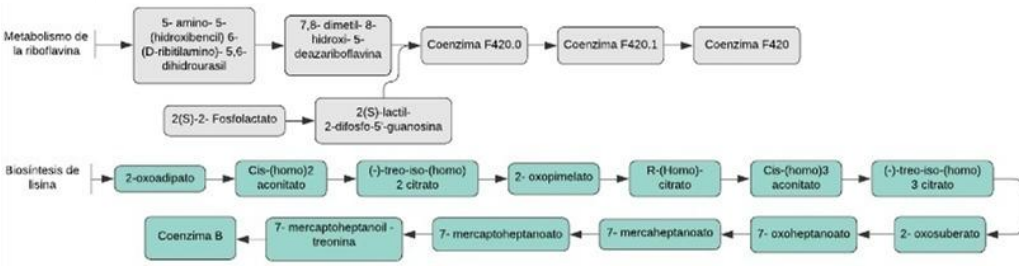 Metabolismo de
la riboflavina
5- amino- 5-
(hidroxibencil) 6-
(D-ribitilamino)- 5,6-
dihidrourasil
7,8- dimetil- 8-
hidroxi- 5-
deazariboflavina
Coenzima F420.0
Coenzima F420.1
Coenzima F420
2(S)-2- Fosfolactato
2(S)-lactil-
2-difosfo-5'-guanosina
Biosíntesis de
lisina
2-oxoadipato
Cis-(homo)2
aconitato
(-)-treo-iso-(homo)
2 citrato
2- oxopimelato
R-(Homo)-
citrato
Cis-(homo)3
aconitato
(-)-treo-iso-(homo)
3 citrato
Coenzima B
7- mercaptoheptanoil -
treonina
7- mercaptoheptanoato
7- mercaheptanoato
7- oxoheptanoato
2- oxosuberato